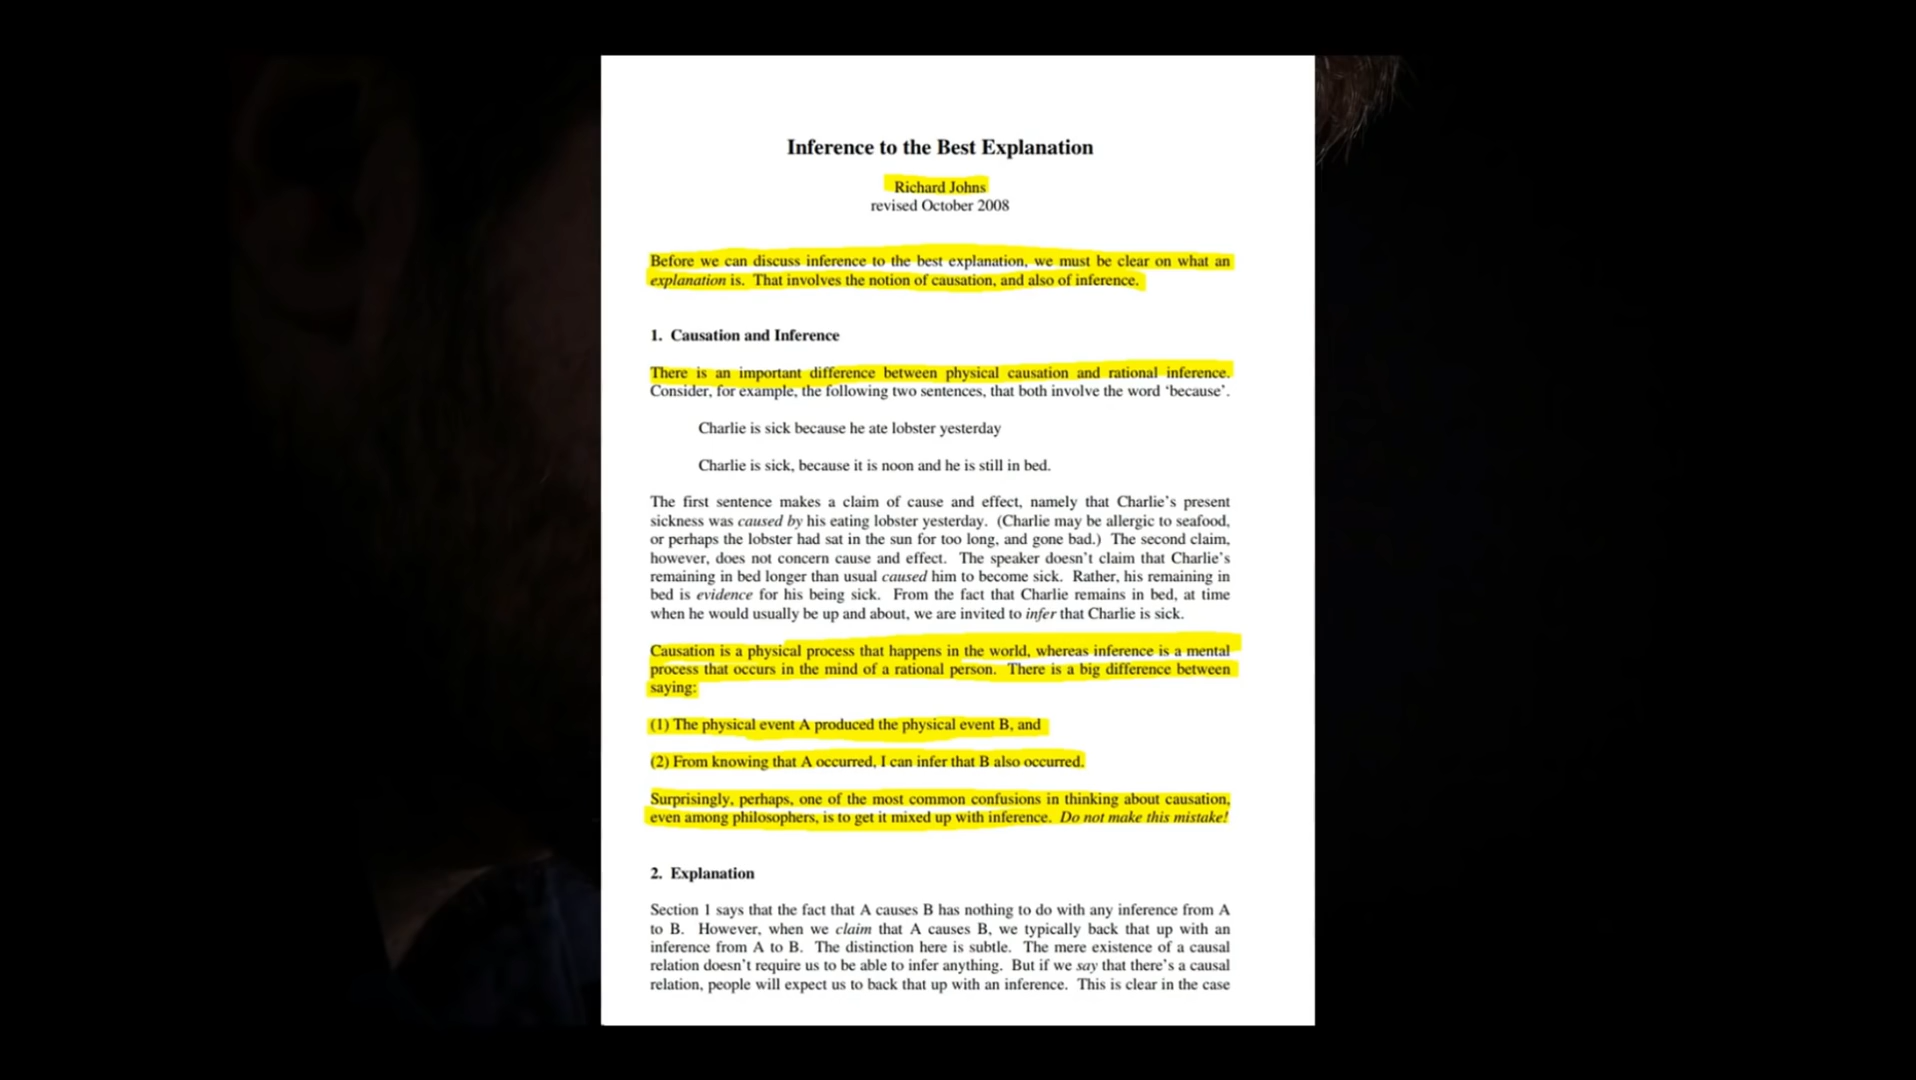 Inference to the Best Explanation
Richard Johns
revised October 2008
Before we can discuss inference to the best explanation, we must be clear on what an
explanation is. That involves the notion of causation, and also of inference.
1. Causation and Inference
There is an important difference between physical causation and rational inference.
Consider, for example, the following two sentences, that both involve the word ‘because’.
Charlie is sick because he ate lobster yesterday
Charlie is sick, because it is noon and he is still in bed.
The first sentence makes a claim of cause and effect, namely that Charlie’s present
sickness was caused by his eating lobster yesterday. (Charlie may be allergic to seafood,
or perhaps the lobster had sat in the sun for too long, and gone bad.) The second claim,
however, does not concern cause and effect. The speaker doesn’t claim that Charlie’s
remaining in bed longer than usual caused him to become sick. Rather, his remaining in
bed is evidence for his being sick. From the fact that Charlie remains in bed, at time
when he would usually be up and about, we are invited to infer that Charlie is sick.
Causation is a physical process that happens in the world, whereas inference is a mental
process that occurs in the mind of a rational person. There is a big difference between
saying:
(1) The physical event A produced the physical event B, and
(2) From knowing that A occurred, I can infer that B also occurred.
Surprisingly, perhaps, one of the most common confusions in thinking about causation,
even among philosophers, is to get it mixed up with inference. Do not make this mistake!
2. Explanation
Section 1 says that the fact that A causes B has nothing to do with any inference from A
to B. However, when we claim that A causes B, we typically back that up with an
inference from A to B. The distinction here is subtle. The mere existence of a causal
relation doesn’t require us to be able to infer anything. But if we say that there’s a causal
relation, people will expect us to back that up with an inference. This is clear in the case